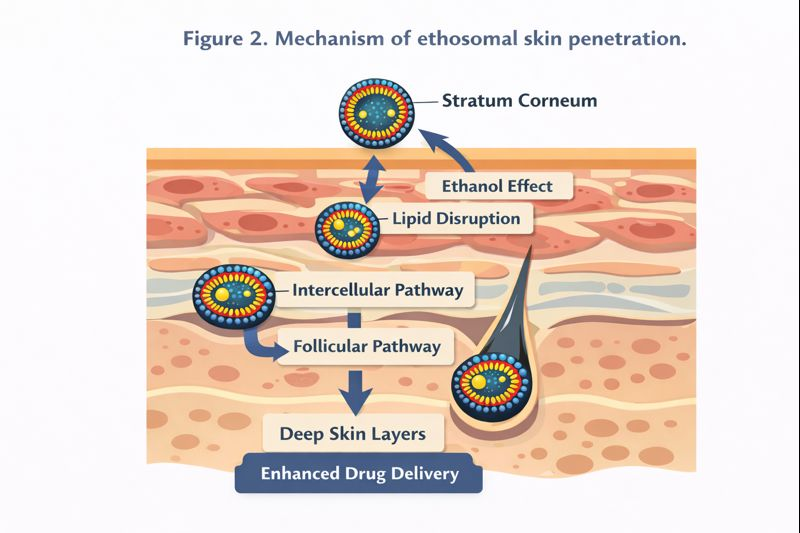 Figure 2. Mechanism of ethosomal skin penetration.
Stratum Corneum
Ethanol Effect
Lipid Disruption
Intercellular Pathway
Follicular Pathway
Deep Skin Layers
Enhanced Drug Delivery